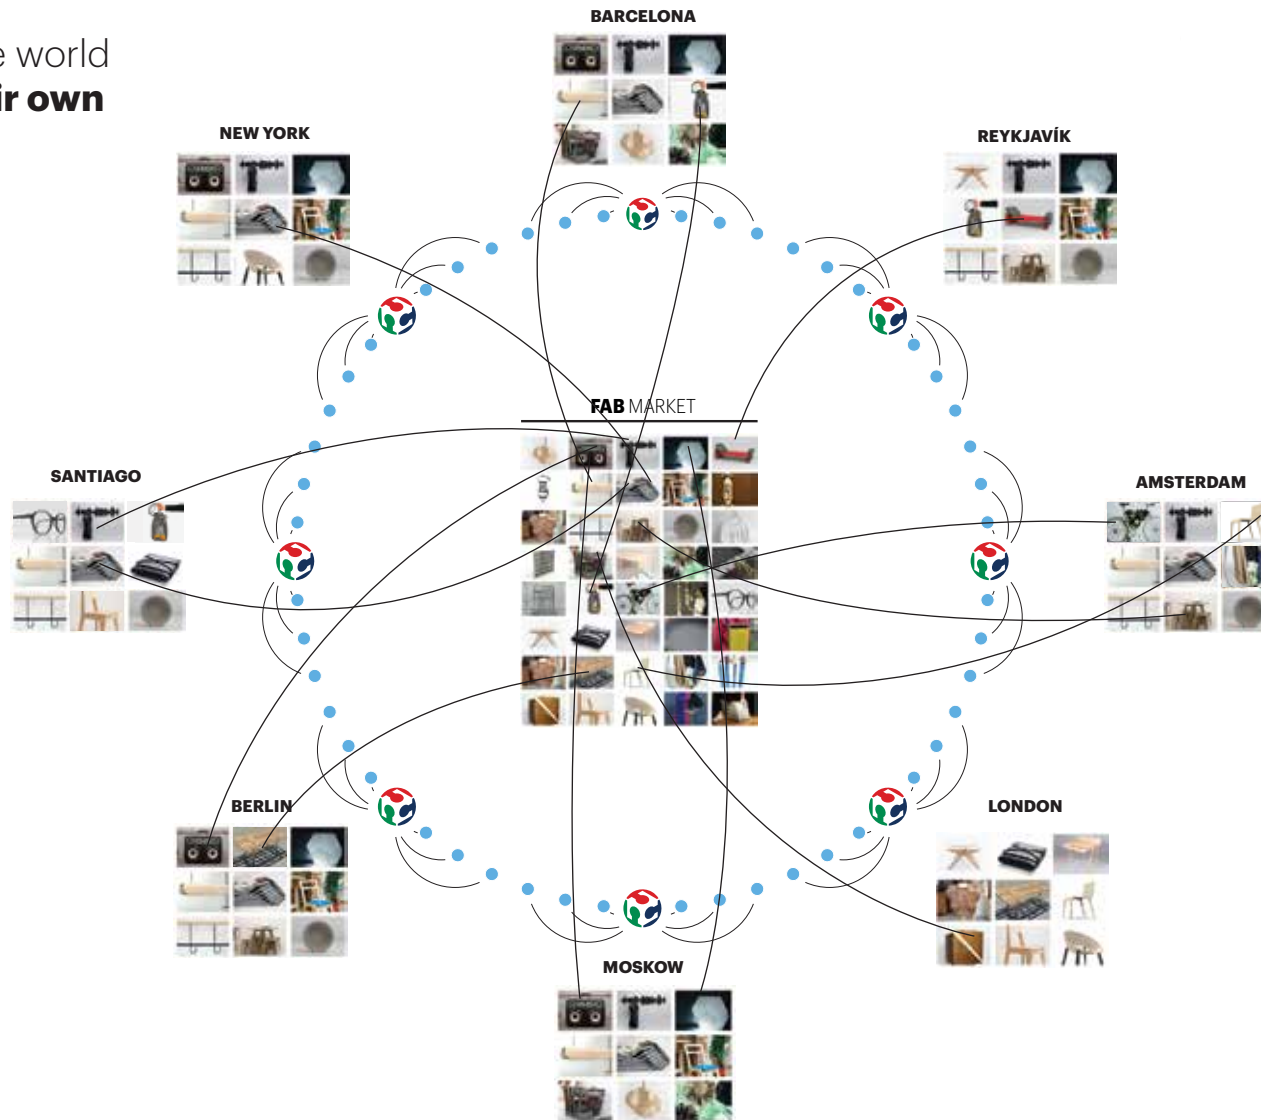 e world
ir own
BARCELONA
NEW YORK
REYKJAVÍK
FAB MARKET
SANTIAGO
AMSTERDAM
BERLIN
LONDON
MOSKOW